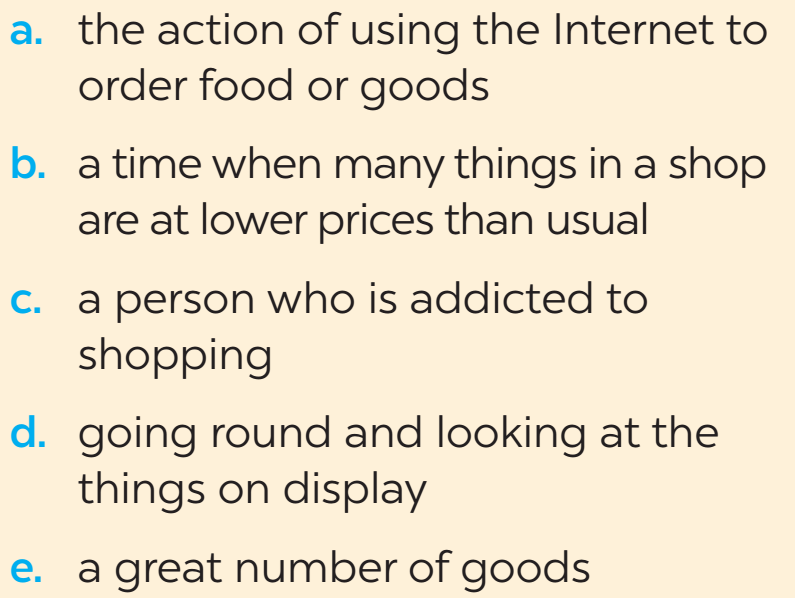 a. the action of using the Internet to
order food or goods
b. a time when many things in a shop
are at lower prices than usual
c. a person who is addicted to
shopping
d. going round and looking at the
things on display
e. a great number of goods